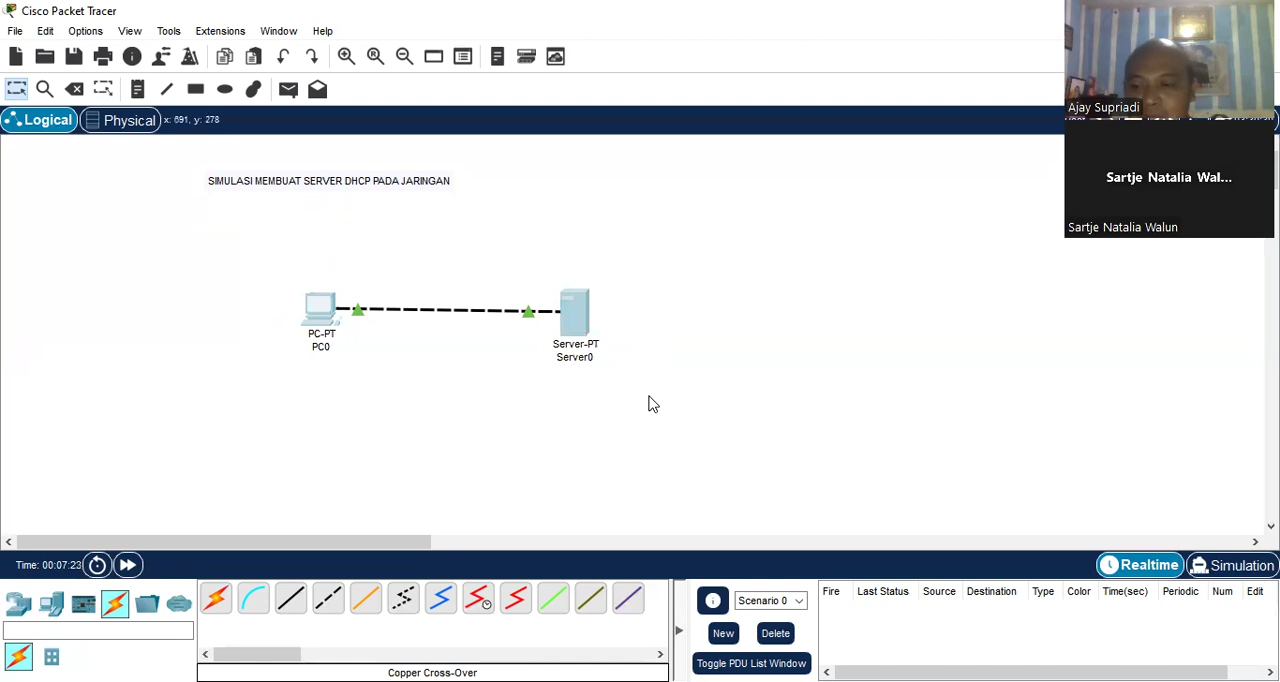 Cisco Packet Tracer
File Edit Options View Tools Extensions Window Help
Logical Physical x: 691, y: 278
Ajay Supriadi
Sartje Natalia Wal...
Sartje Natalia Walun
SIMULASI MEMBUAT SERVER DHCP PADA JARINGAN
PC-PT
PC0
Server-PT
Server0
Time: 00:07:23
Realtime Simulation
Scenario 0
New Delete
Toggle PDU List Window
Fire Last Status Source Destination Type Color Time(sec) Periodic Num Edit
Copper Cross-Over